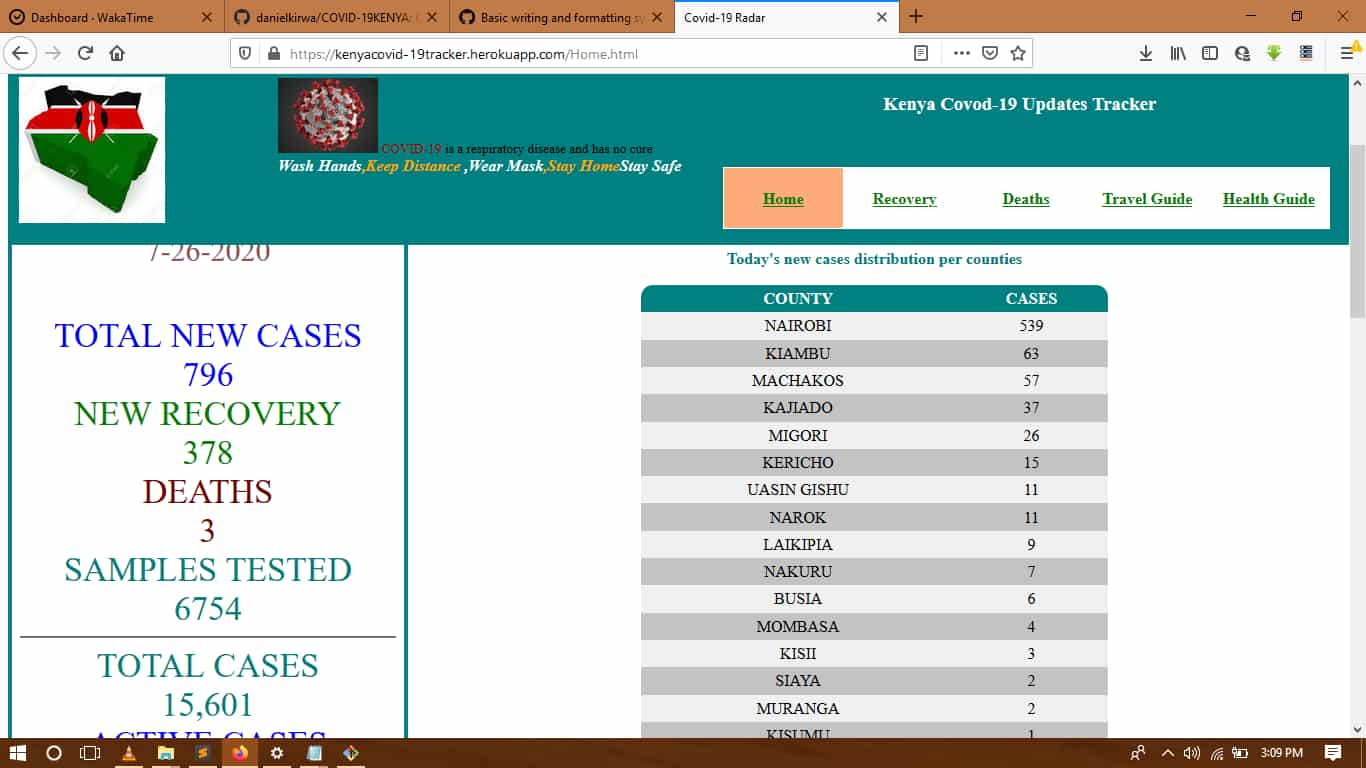 Dashboard · WakaTime
danielkirwa/COVID-19KENYA:
Basic writing and formatting sy
Covid-19 Radar
https://kenyacovid-19tracker.herokuapp.com/Home.html
Kenya Covod-19 Updates Tracker
COVID-19 is a respiratory disease and has no cure
Wash Hands,Keep Distance ,Wear Mask,Stay HomeStay Safe
Home Recovery Deaths Travel Guide Health Guide
7-26-2020
TOTAL NEW CASES
796
NEW RECOVERY
378
DEATHS
3
SAMPLES TESTED
6754
TOTAL CASES
15,601
ACTIVE CASES
Today's new cases distribution per counties
COUNTY CASES
NAIROBI 539
KIAMBU 63
MACHAKOS 57
KAJIADO 37
MIGORI 26
KERICHO 15
UASIN GISHU 11
NAROK 11
LAIKIPIA 9
NAKURU 7
BUSIA 6
MOMBASA 4
KISII 3
SIAYA 2
MURANGA 2
KISUMU 1
3:09 PM